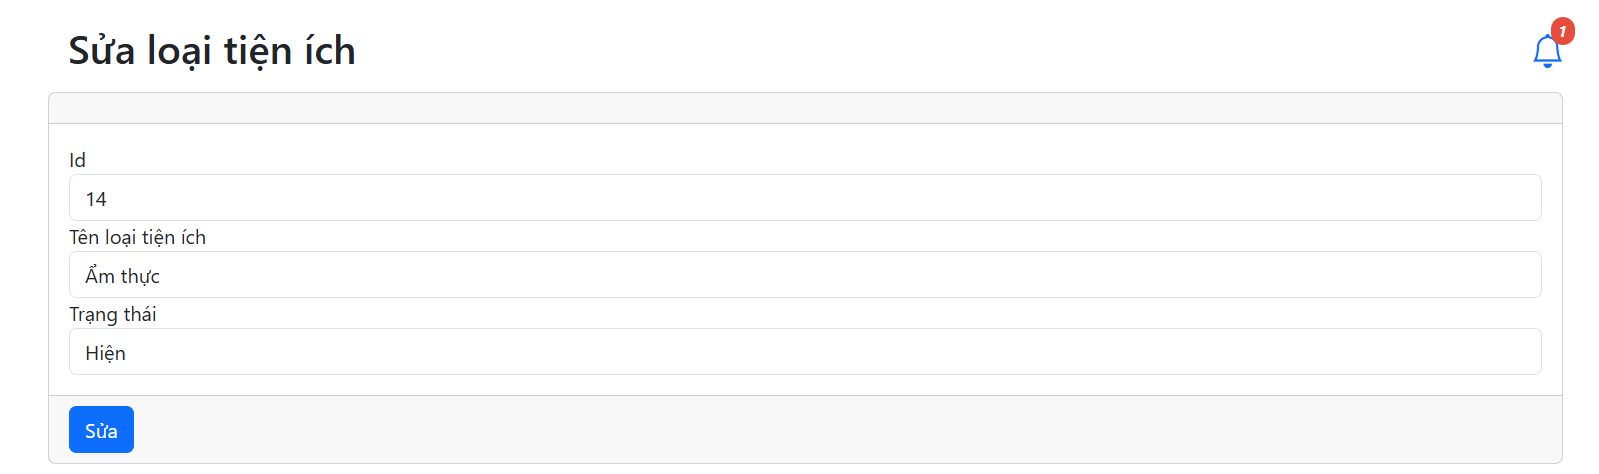 Sửa loại tiện ích
1
Id
14
Tên loại tiện ích
Ẩm thực
Trạng thái
Hiện
Sửa